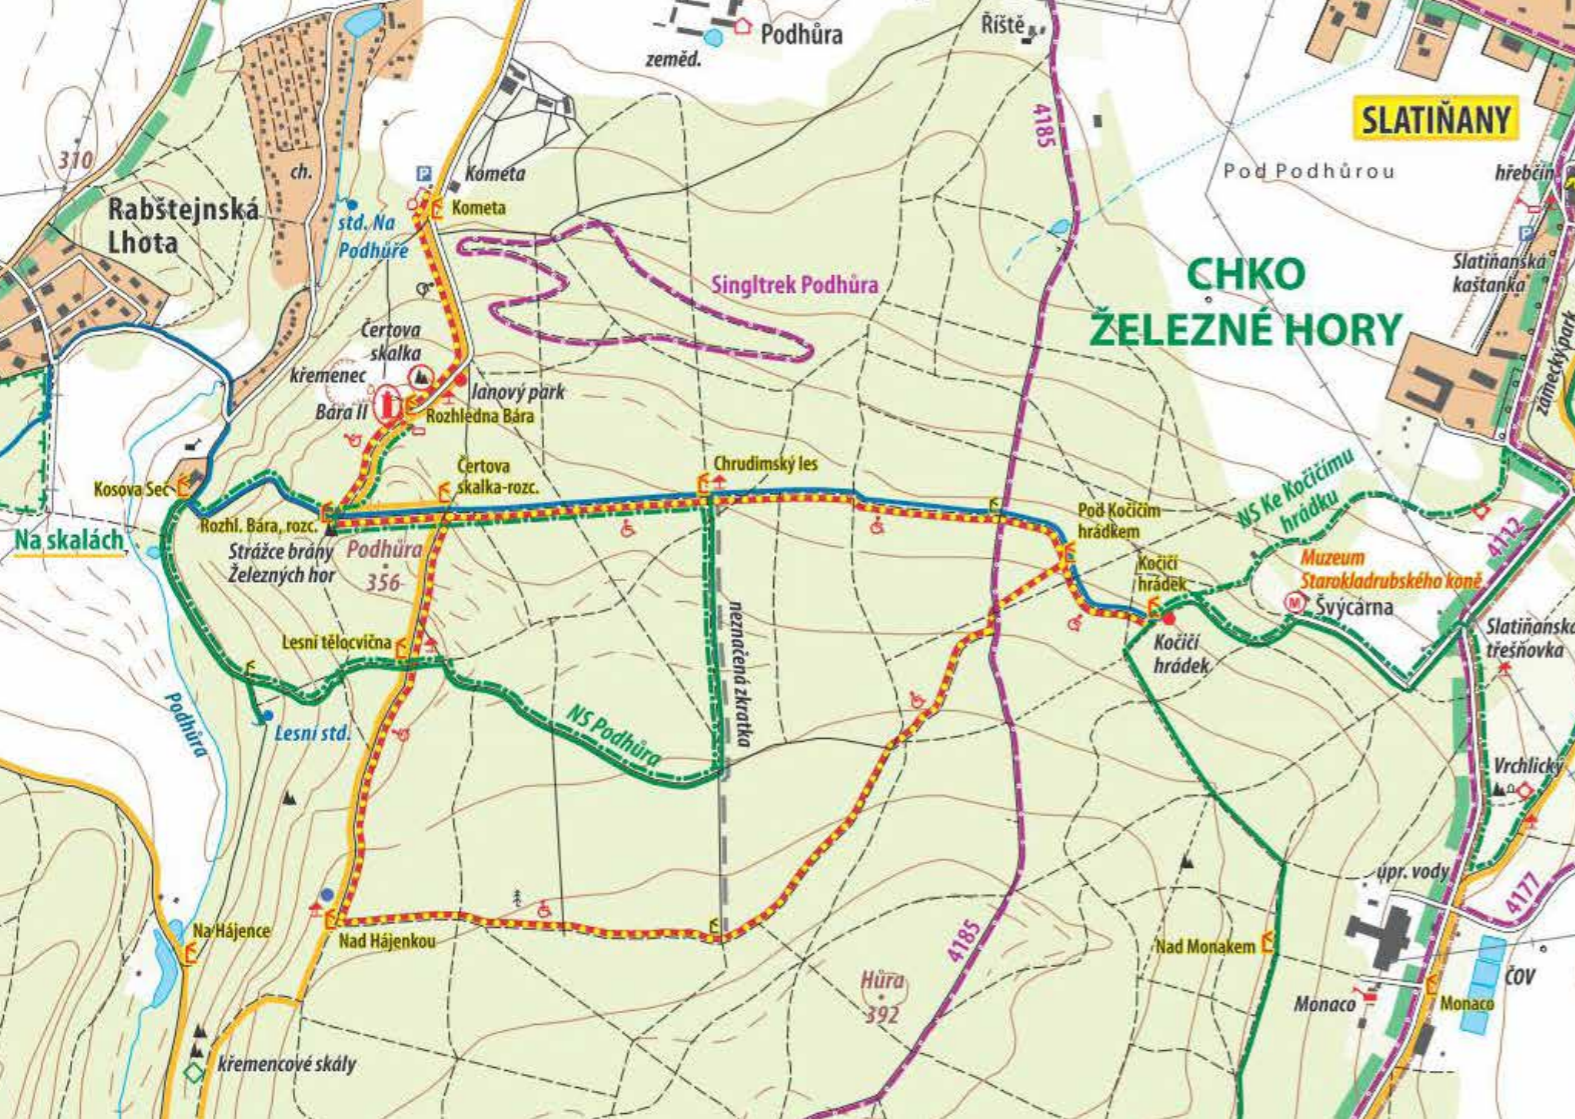 Podhůra
zeměd.
Říště
4185
SLATIŇANY
310
ch.
Kometa
Pod Podhůrou
hřebčín
Rabštejnská
Lhota
std. Na
Podhůře
Kometa
Singltrek Podhůra
CHKO
ŽELEZNÉ HORY
Slatiňanská
kaštanka
zámecký park
Čertova
skalka
křemenec
Bára II
lanový park
Rozhledna Bára
Kosova Seč
Čertova
skalka-rozc.
Chrudimský les
NS Ke Kočičímu
hrádku
Rozhl. Bára, rozc.
Na skalách
Strážce brány
Železných hor
Podhůra
356
Pod Kočičím
hrádkem
Kočičí
hrádek
4112
Muzeum
Starokladrubského koně
M
Švýcárna
neznačená zkratka
Lesní tělocvična
Kočičí
hrádek
Slatiňanská
třešňovka
Podhůra
Lesní std.
NS Podhůra
Vrchlický
úpr. vody
4177
Na Hájence
Nad Hájenkou
4185
Nad Monakem
Hůra
392
Monaco
Monaco
ČOV
křemencové skály
P
P